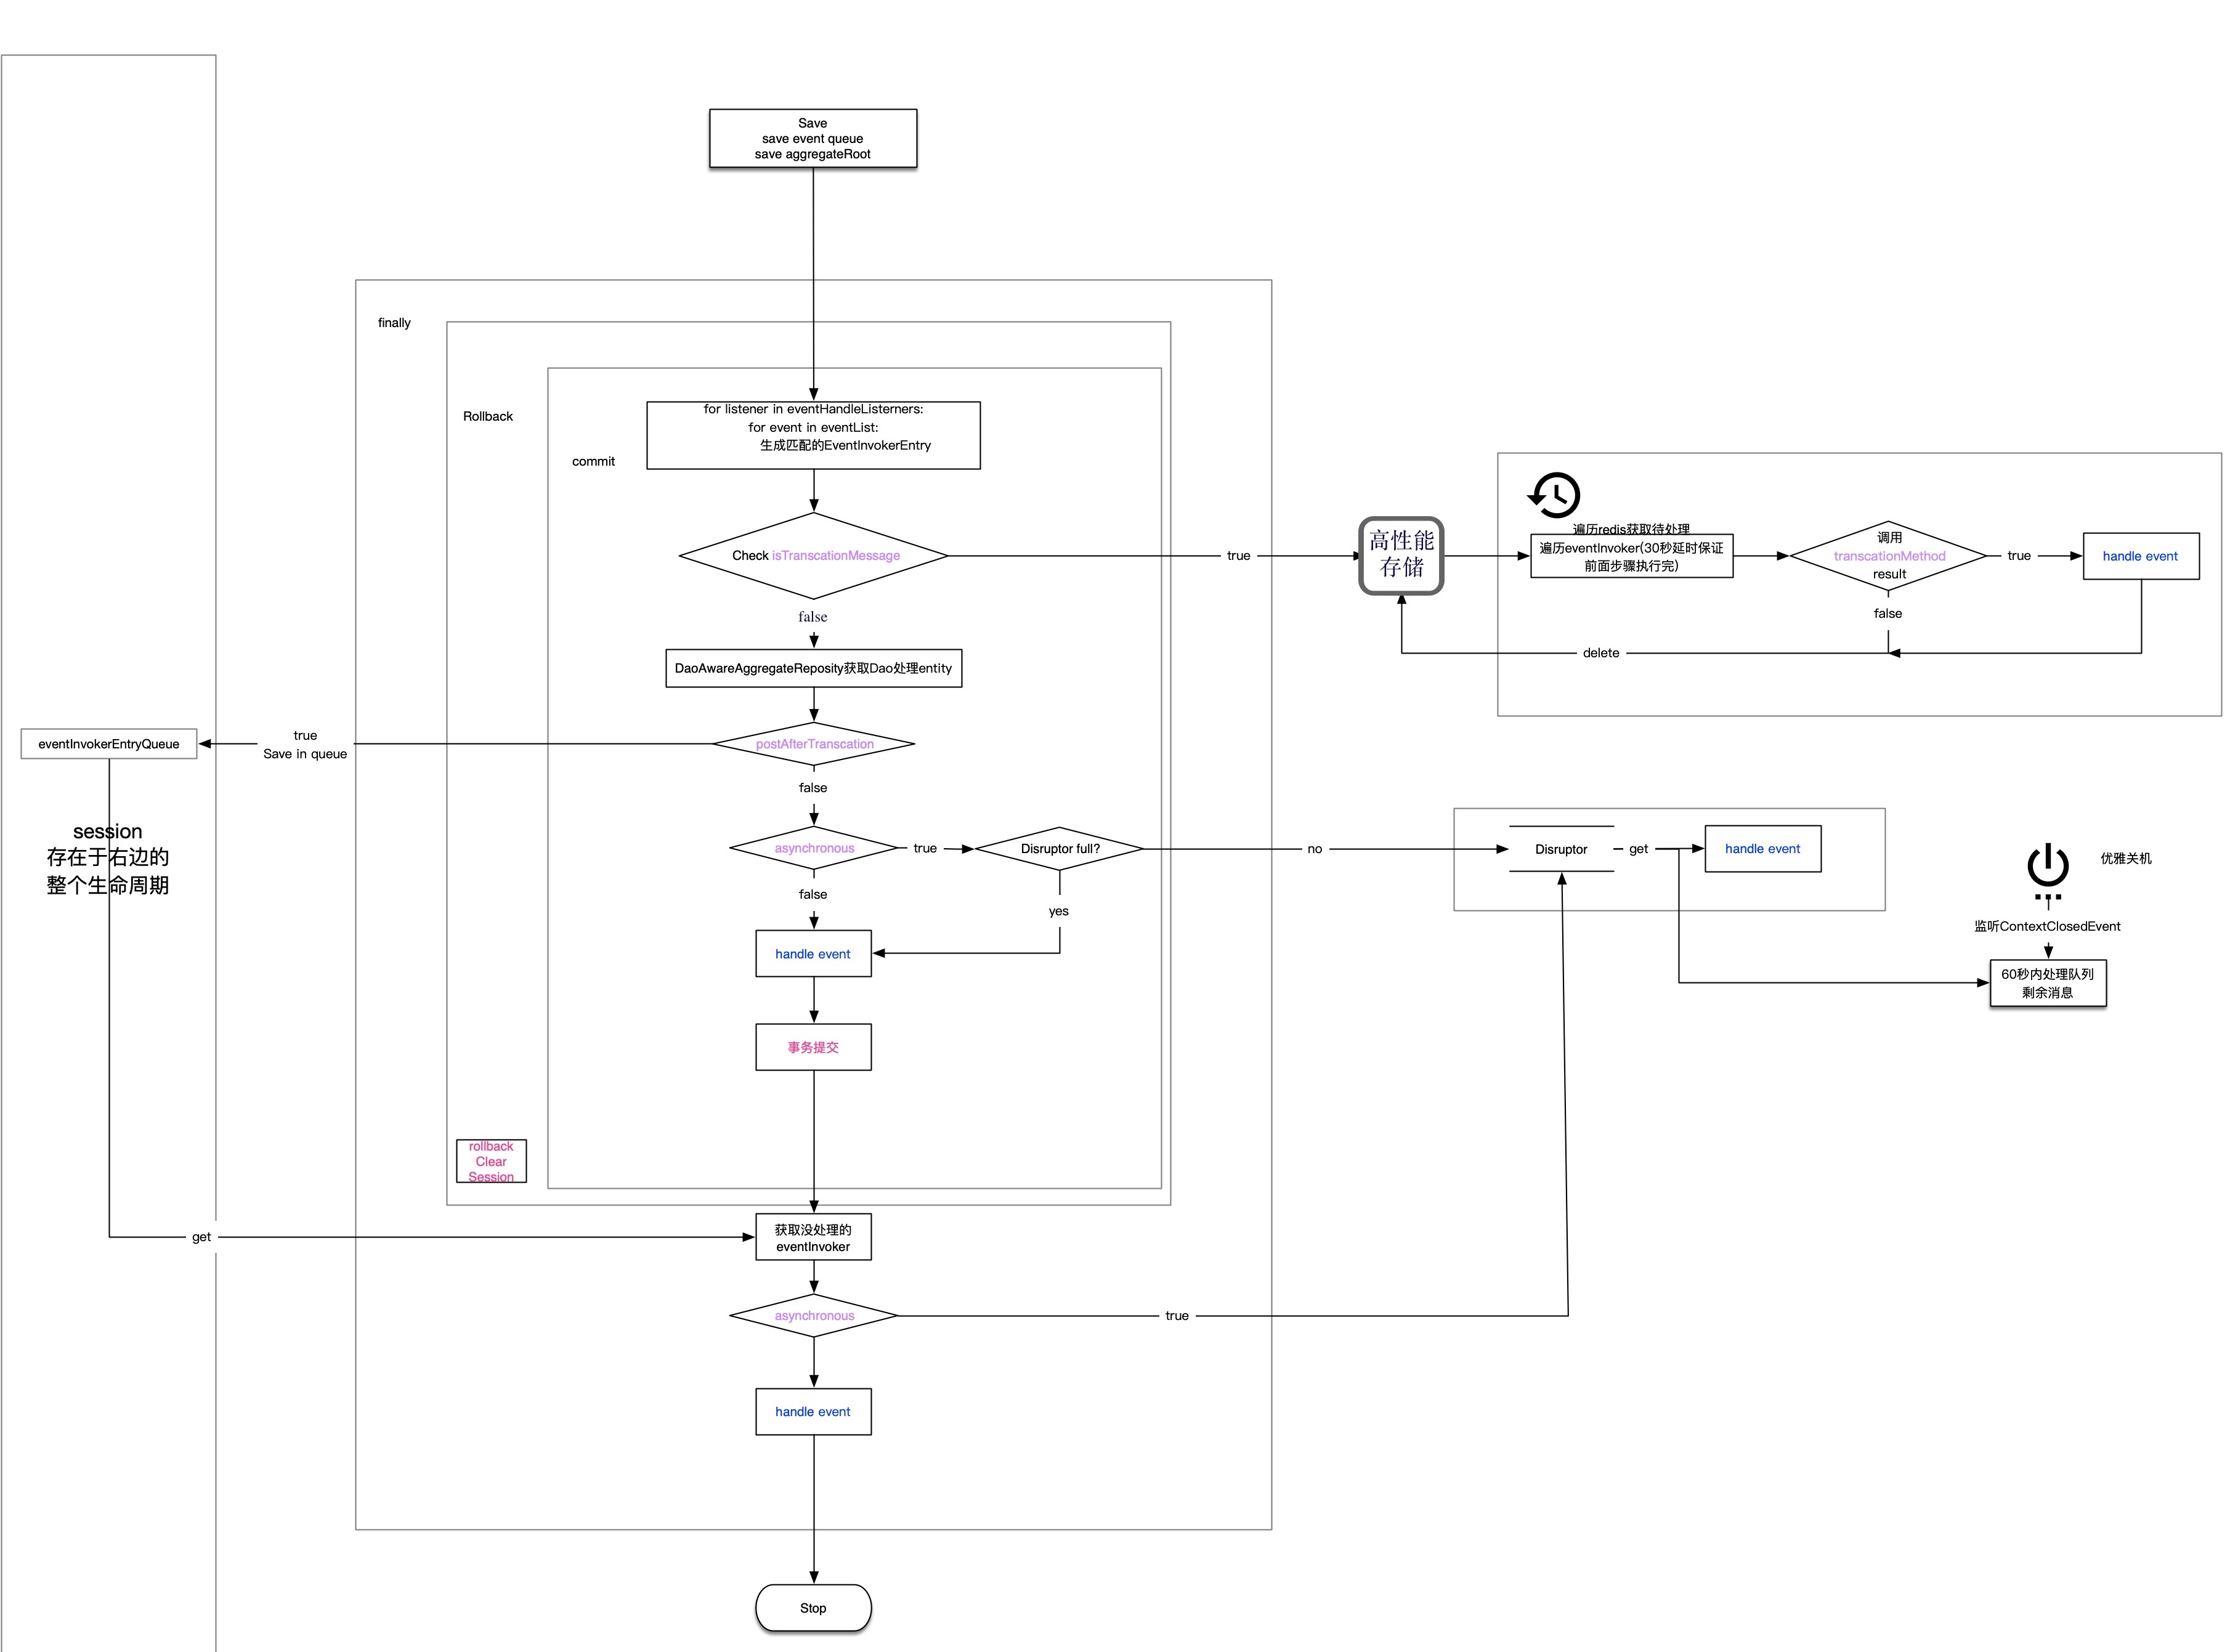 Save
save event queue
save aggregateRoot
finally
Rollback
commit
for listener in eventHandleListerners:
for event in eventList:
生成匹配的EventInvokerEntry
Check isTranscationMessage
true
false
高性能
存储
遍历redis获取待处理
遍历eventInvoker(30秒延时保证
前面步骤执行完)
调用
transcationMethod
result
true
handle event
false
delete
DaoAwareAggregateReposity获取Dao处理entity
postAfterTranscation
true
Save in queue
eventInvokerEntryQueue
session
存在于右边的
整个生命周期
false
asynchronous
true
Disruptor full?
no
Disruptor
get
handle event
优雅关机
监听ContextClosedEvent
60秒内处理队列
剩余消息
false
yes
handle event
事务提交
rollback
Clear
Session
获取没处理的
eventInvoker
get
asynchronous
true
handle event
Stop